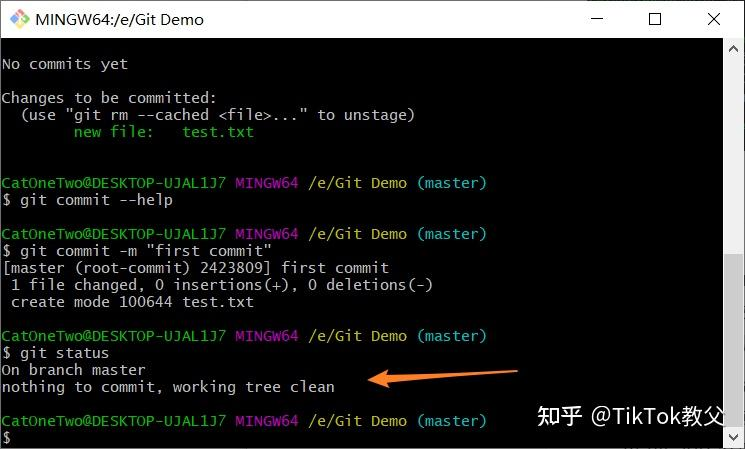 MINGW64:/e/Git Demo
No commits yet
Changes to be committed:
  (use "git rm --cached <file>..." to unstage)
        new file:   test.txt
CatOneTwo@DESKTOP-UJAL1J7 MINGW64 /e/Git Demo (master)
$ git commit --help
CatOneTwo@DESKTOP-UJAL1J7 MINGW64 /e/Git Demo (master)
$ git commit -m "first commit"
[master (root-commit) 2423809] first commit
 1 file changed, 0 insertions(+), 0 deletions(-)
 create mode 100644 test.txt
CatOneTwo@DESKTOP-UJAL1J7 MINGW64 /e/Git Demo (master)
$ git status
On branch master
nothing to commit, working tree clean
CatOneTwo@DESKTOP-UJAL1J7 MINGW64 /e/Git Demo (master)
$
知乎 @TikTok教父